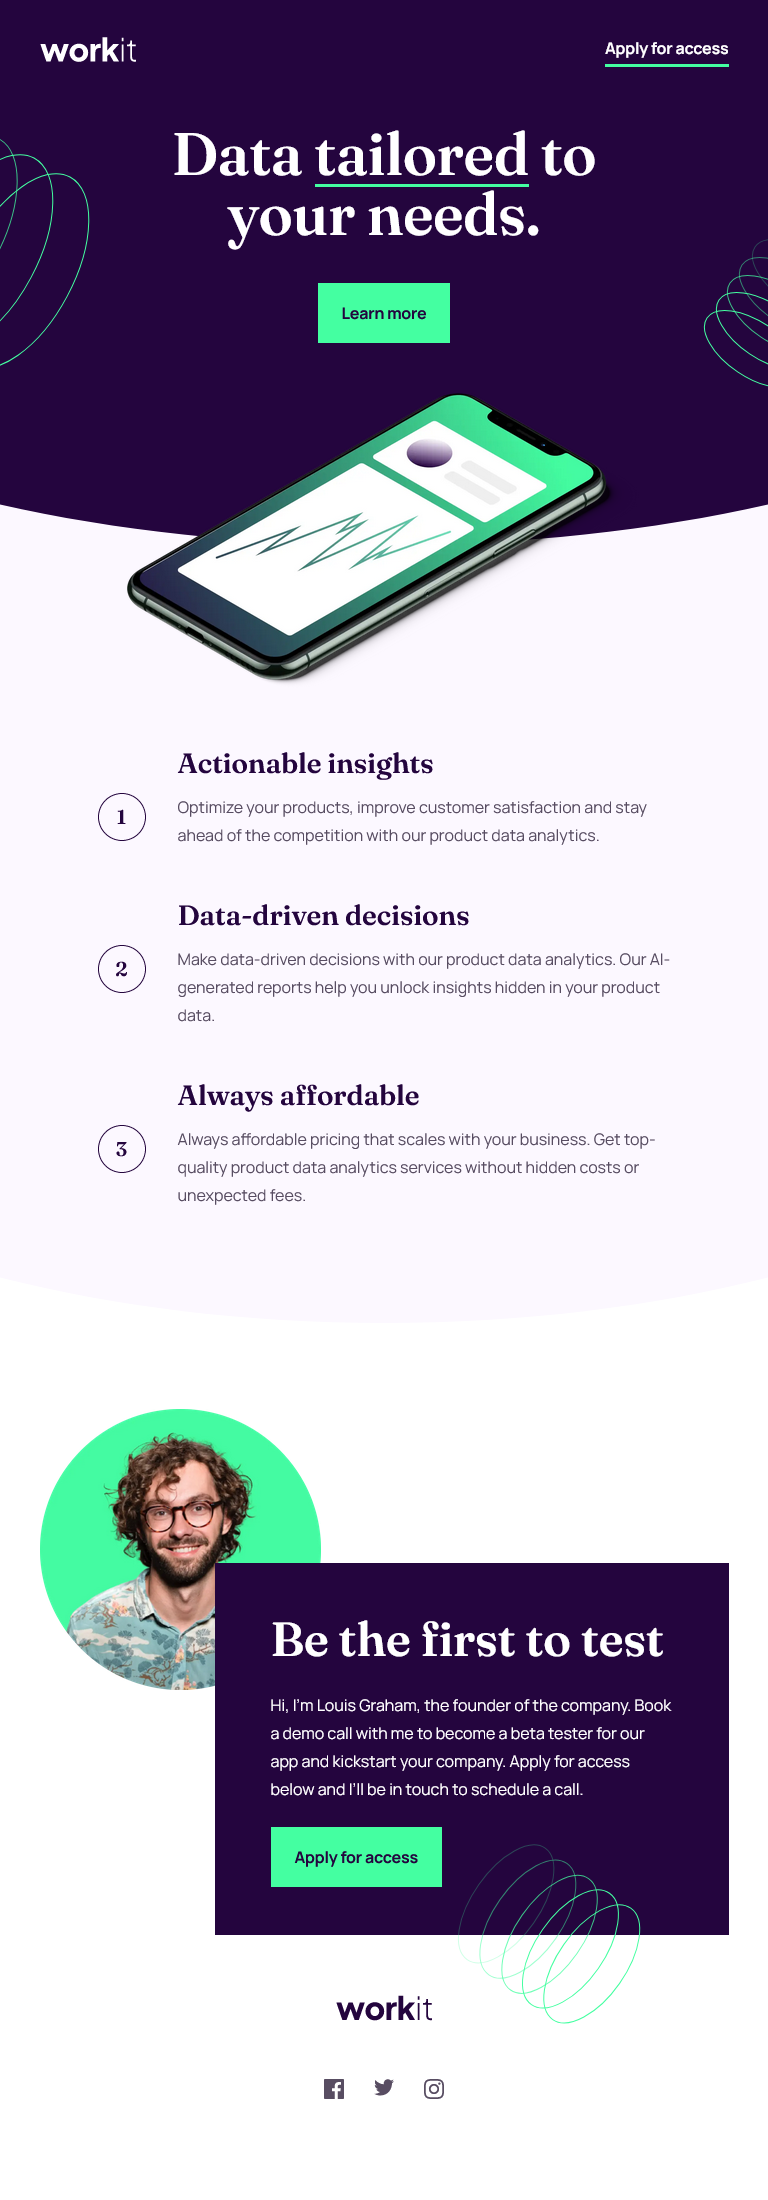 workit
Apply for access
Data tailored to
your needs.
Learn more
Actionable insights
1
Optimize your products, improve customer satisfaction and stay
ahead of the competition with our product data analytics.
Data-driven decisions
2
Make data-driven decisions with our product data analytics. Our AI-
generated reports help you unlock insights hidden in your product
data.
Always affordable
3
Always affordable pricing that scales with your business. Get top-
quality product data analytics services without hidden costs or
unexpected fees.
Be the first to test
Hi, I'm Louis Graham, the founder of the company. Book
a demo call with me to become a beta tester for our
app and kickstart your company. Apply for access
below and I'll be in touch to schedule a call.
Apply for access
workit